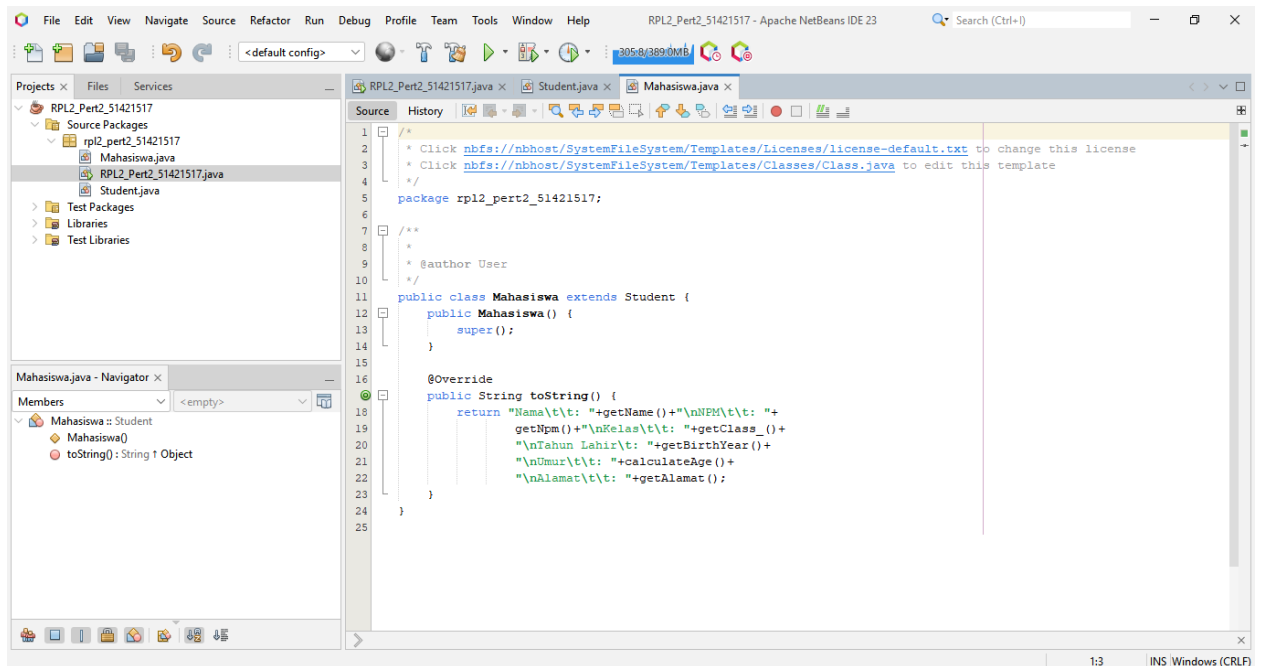 File Edit View Navigate Source Refactor Run Debug Profile Team Tools Window Help RPL2_Pert2_51421517 - Apache NetBeans IDE 23 Search (Ctrl+I)
<default config> 305.8/389.0MB
Projects Files Services
RPL2_Pert2_51421517
Source Packages
rpl2_pert2_51421517
Mahasiswa.java
RPL2_Pert2_51421517.java
Student.java
Test Packages
Libraries
Test Libraries
Mahasiswa.java - Navigator
Members <empty>
Mahasiswa :: Student
Mahasiswa()
toString() : String ↑ Object
RPL2_Pert2_51421517.java Student.java Mahasiswa.java
Source History
1 /*
2 * Click nbfs://nbhost/SystemFileSystem/Templates/Licenses/license-default.txt to change this license
3 * Click nbfs://nbhost/SystemFileSystem/Templates/Classes/Class.java to edit this template
4 */
5 package rpl2_pert2_51421517;
6
7 /**
8 *
9 * @author User
10 */
11 public class Mahasiswa extends Student {
12 public Mahasiswa() {
13 super();
14 }
15
16 @Override
public String toString() {
18 return "Nama\t\t: "+getName()+"\nNPM\t\t: "+
19 getNpm()+"\nKelas\t\t: "+getClass_()+
20 "\nTahun Lahir\t: "+getBirthYear()+
21 "\nUmur\t\t: "+calculateAge()+
22 "\nAlamat\t\t: "+getAlamat();
23 }
24 }
25
1:3 INS Windows (CRLF)